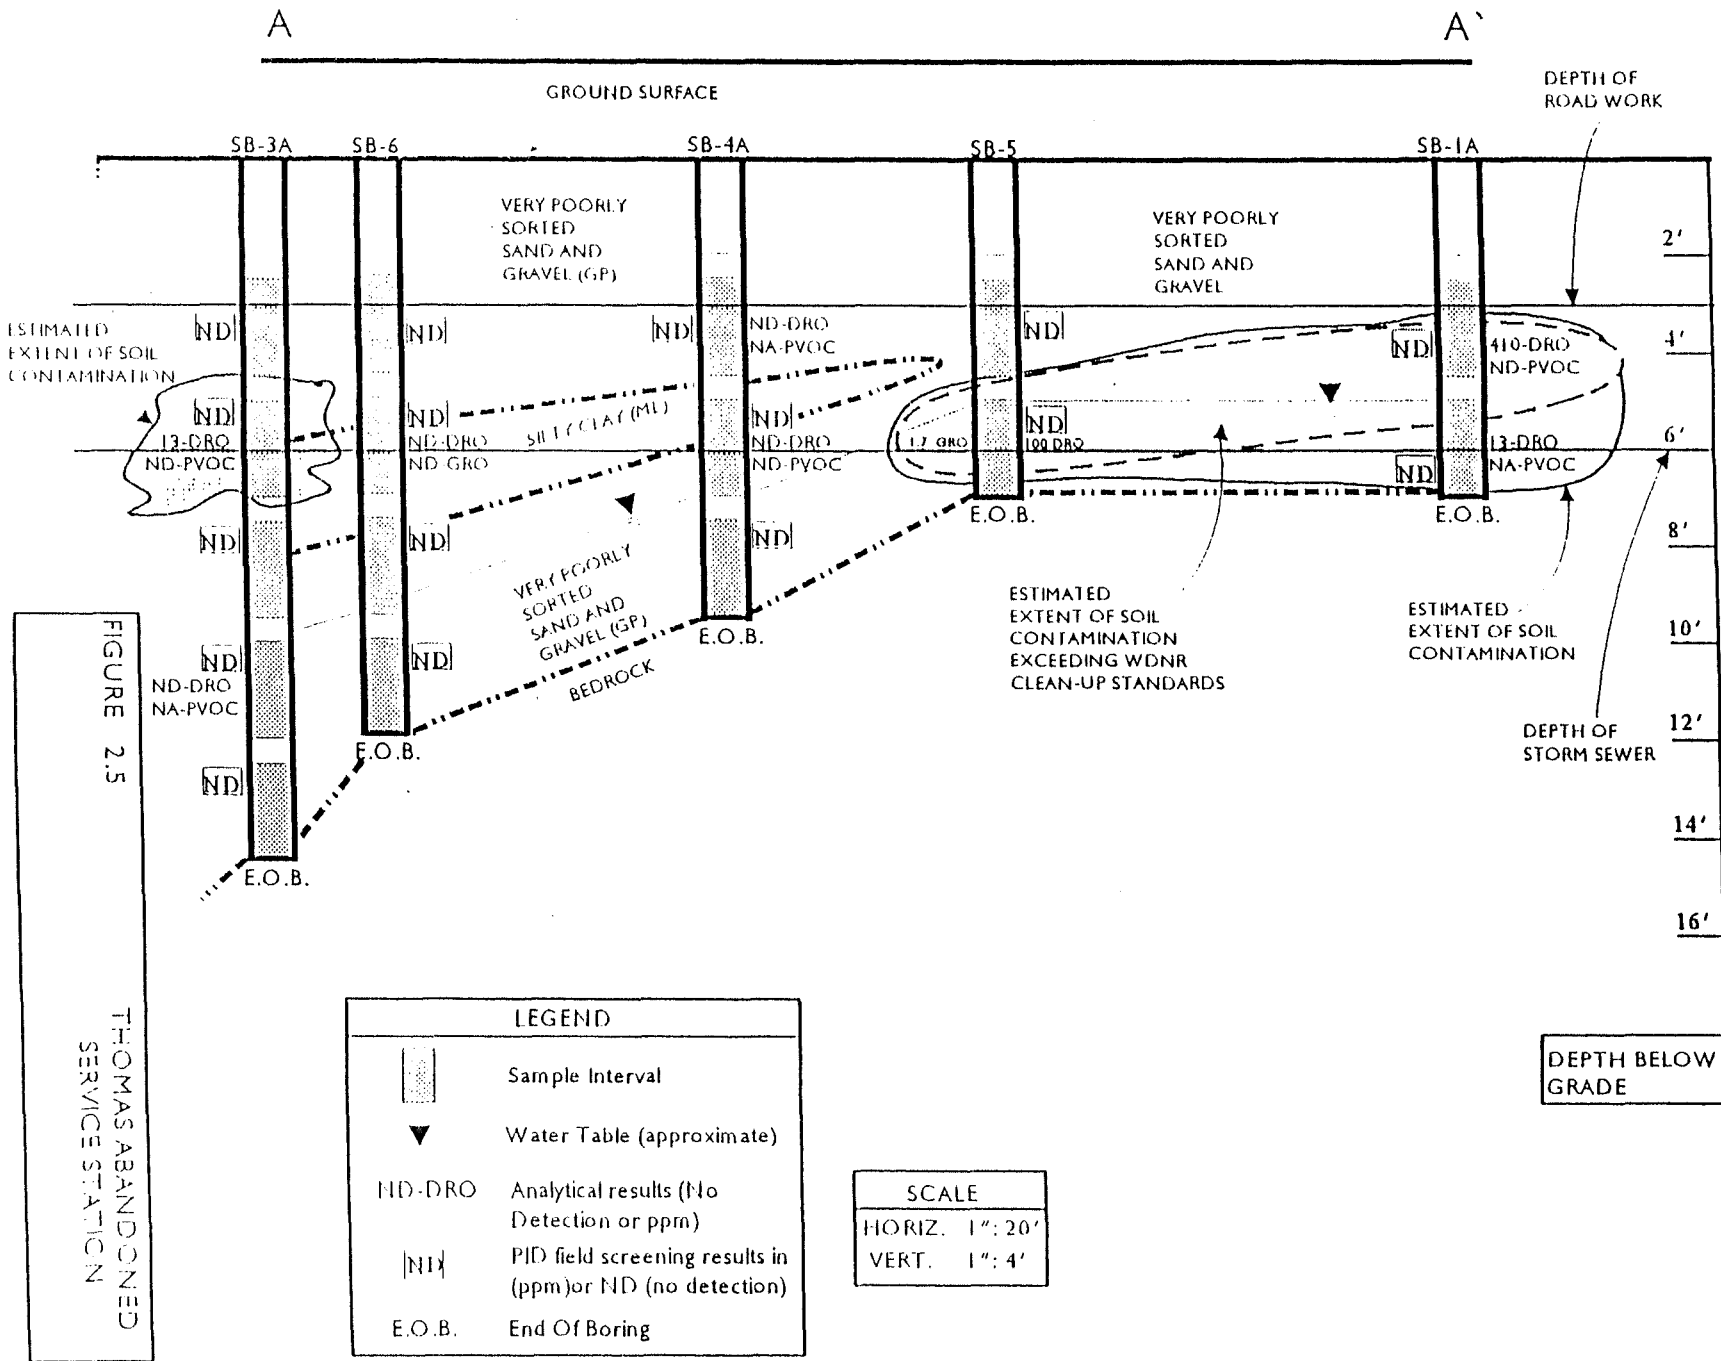 A
A`
GROUND SURFACE
DEPTH OF
ROAD WORK
SB-3A
SB-6
SB-4A
SB-5
SB-1A
VERY POORLY
SORTED
SAND AND
GRAVEL (GP)
VERY POORLY
SORTED
SAND AND
GRAVEL
2'
4'
6'
8'
10'
12'
14'
16'
ESTIMATED
EXTENT OF SOIL
CONTAMINATION
ND
ND
13-DRO
ND-PVOC
ND
ND
ND-DRO
NA-PVOC
ND
E.O.B.
ND
ND
ND-DRO
ND-GRO
ND
ND
E.O.B.
SILTY CLAY (ML)
ND
ND-DRO
NA-PVOC
ND
ND-DRO
ND-PVOC
ND
E.O.B.
VERY POORLY
SORTED
SAND AND
GRAVEL (GP)
BEDROCK
ND
1.7 GRO
ND
100 DRO
E.O.B.
ND
410-DRO
ND-PVOC
ND
13-DRO
NA-PVOC
E.O.B.
ESTIMATED
EXTENT OF SOIL
CONTAMINATION
EXCEEDING WDNR
CLEAN-UP STANDARDS
ESTIMATED
EXTENT OF SOIL
CONTAMINATION
DEPTH OF
STORM SEWER
FIGURE 2.5
THOMAS ABANDONED
SERVICE STATION
LEGEND
Sample Interval
Water Table (approximate)
ND-DRO Analytical results (No
Detection or ppm)
ND PID field screening results in
(ppm)or ND (no detection)
E.O.B. End Of Boring
SCALE
HORIZ. 1": 20'
VERT. 1": 4'
DEPTH BELOW
GRADE